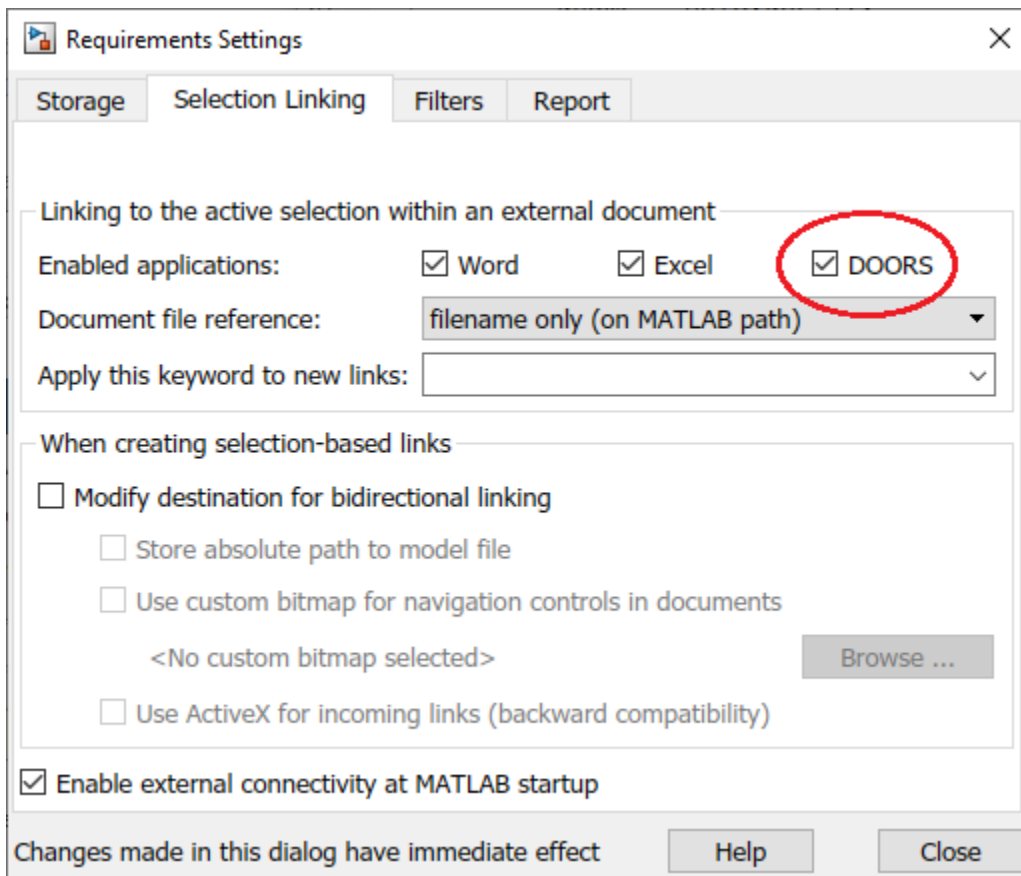 Requirements Settings
Storage Selection Linking Filters Report
Linking to the active selection within an external document
Enabled applications: Word Excel DOORS
Document file reference: filename only (on MATLAB path)
Apply this keyword to new links:
When creating selection-based links
Modify destination for bidirectional linking
Store absolute path to model file
Use custom bitmap for navigation controls in documents
<No custom bitmap selected> Browse ...
Use ActiveX for incoming links (backward compatibility)
Enable external connectivity at MATLAB startup
Changes made in this dialog have immediate effect Help Close